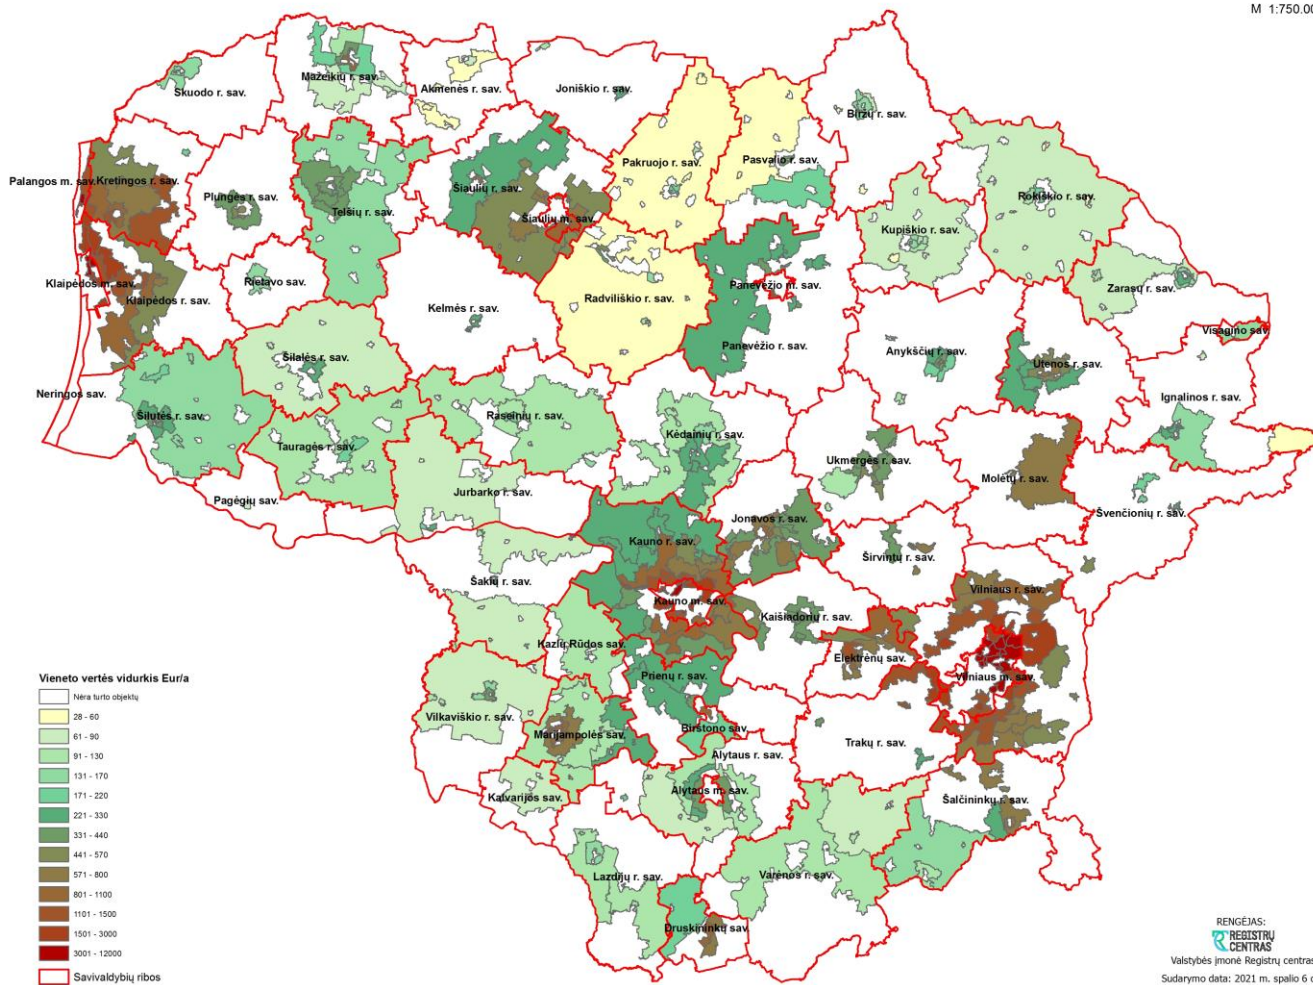 M 1:750.00
Skuodo r. sav.
Mažeikių r. sav.
Akmenės r. sav.
Joniškio r. sav.
Biržų r. sav.
Pakruojo r. sav.
Pasvalio r. sav.
Palangos m. sav.
Kretingos r. sav.
Plungės r. sav.
Telšių r. sav.
Šiaulių r. sav.
Šiaulių m. sav.
Rokiškio r. sav.
Kupiškio r. sav.
Klaipėdos m. sav.
Klaipėdos r. sav.
Rietavo sav.
Kelmės r. sav.
Radviliškio r. sav.
Panevėžio m. sav.
Panevėžio r. sav.
Zarasų r. sav.
Visagino sav.
Anykščių r. sav.
Utenos r. sav.
Ignalinos r. sav.
Neringos sav.
Šilalės r. sav.
Šilutės r. sav.
Tauragės r. sav.
Raseinių r. sav.
Kėdainių r. sav.
Ukmergės r. sav.
Molėtų r. sav.
Pagėgių sav.
Jurbarko r. sav.
Švenčionių r. sav.
Jonavos r. sav.
Kauno r. sav.
Širvintų r. sav.
Šakių r. sav.
Kauno m. sav.
Vilniaus r. sav.
Kaišiadorių r. sav.
Kazlų Rūdos sav.
Elektrėnų sav.
Prienų r. sav.
Vilniaus m. sav.
Vilkaviškio r. sav.
Marijampolės sav.
Birštono sav.
Trakų r. sav.
Alytaus r. sav.
Alytaus m. sav.
Kalvarijos sav.
Šalčininkų r. sav.
Lazdijų r. sav.
Varėnos r. sav.
Druskininkų sav.
Vieneto vertės vidurkis Eur/a
Nėra turto objektų
28 - 60
61 - 90
91 - 130
131 - 170
171 - 220
221 - 330
331 - 440
441 - 570
571 - 800
801 - 1100
1101 - 1500
1501 - 3000
3001 - 12000
Savivaldybių ribos
RENGĖJAS:
REGISTRŲ
CENTRAS
Valstybės įmonė Registrų centras
Sudarymo data: 2021 m. spalio 6 d